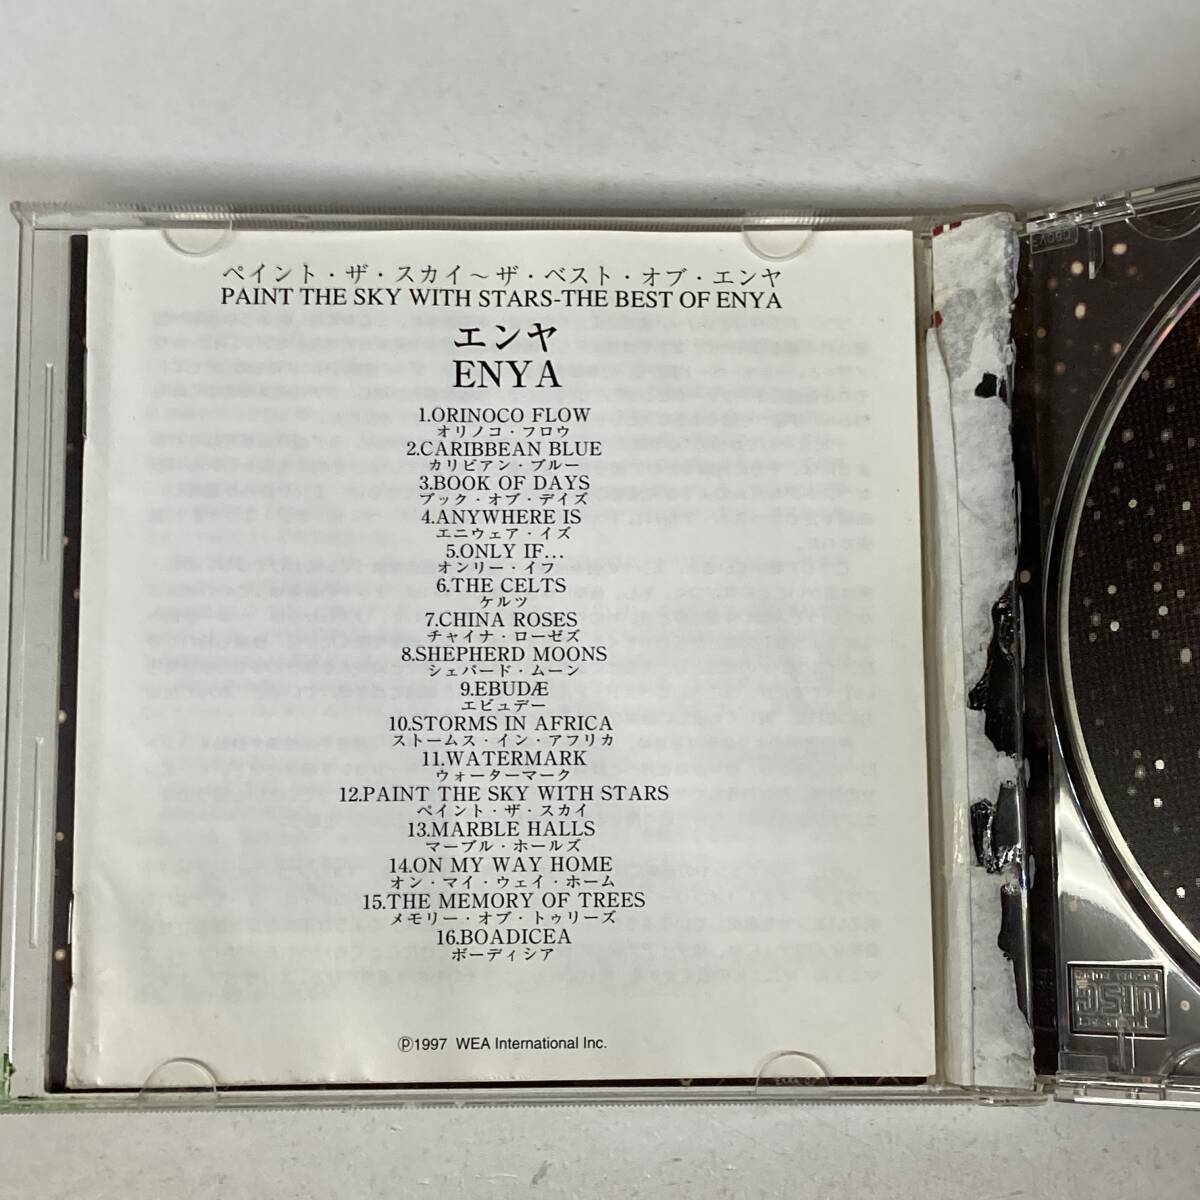 ペイント・ザ・スカイ～ザ・ベスト・オブ・エンヤ
PAINT THE SKY WITH STARS-THE BEST OF ENYA
エンヤ
ENYA
1.ORINOCO FLOW
オリノコ・フロウ
2.CARIBBEAN BLUE
カリビアン・ブルー
3.BOOK OF DAYS
ブック・オブ・デイズ
4.ANYWHERE IS
エニウェア・イズ
5.ONLY IF…
オンリー・イフ
6.THE CELTS
ケルツ
7.CHINA ROSES
チャイナ・ローゼズ
8.SHEPHERD MOONS
シェパード・ムーン
9.EBUDÆ
エビュデー
10.STORMS IN AFRICA
ストームス・イン・アフリカ
11.WATERMARK
ウォーターマーク
12.PAINT THE SKY WITH STARS
ペイント・ザ・スカイ
13.MARBLE HALLS
マーブル・ホールズ
14.ON MY WAY HOME
オン・マイ・ウェイ・ホーム
15.THE MEMORY OF TREES
メモリー・オブ・トゥリーズ
16.BOADICEA
ボーディシア
℗1997 WEA International Inc.